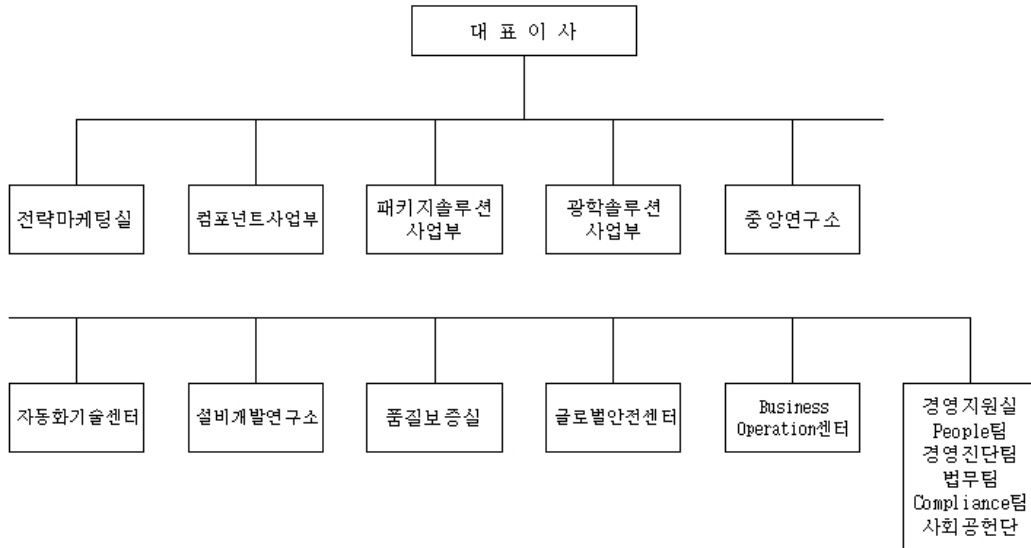 대 표 이 사
전략마케팅실
컴포넌트사업부
패키지솔루션
사업부
광학솔루션
사업부
중앙연구소
자동화기술센터
설비개발연구소
품질보증실
글로벌안전센터
Business
Operation센터
경영지원실
People팀
경영진단팀
법무팀
Compliance팀
사회공헌단